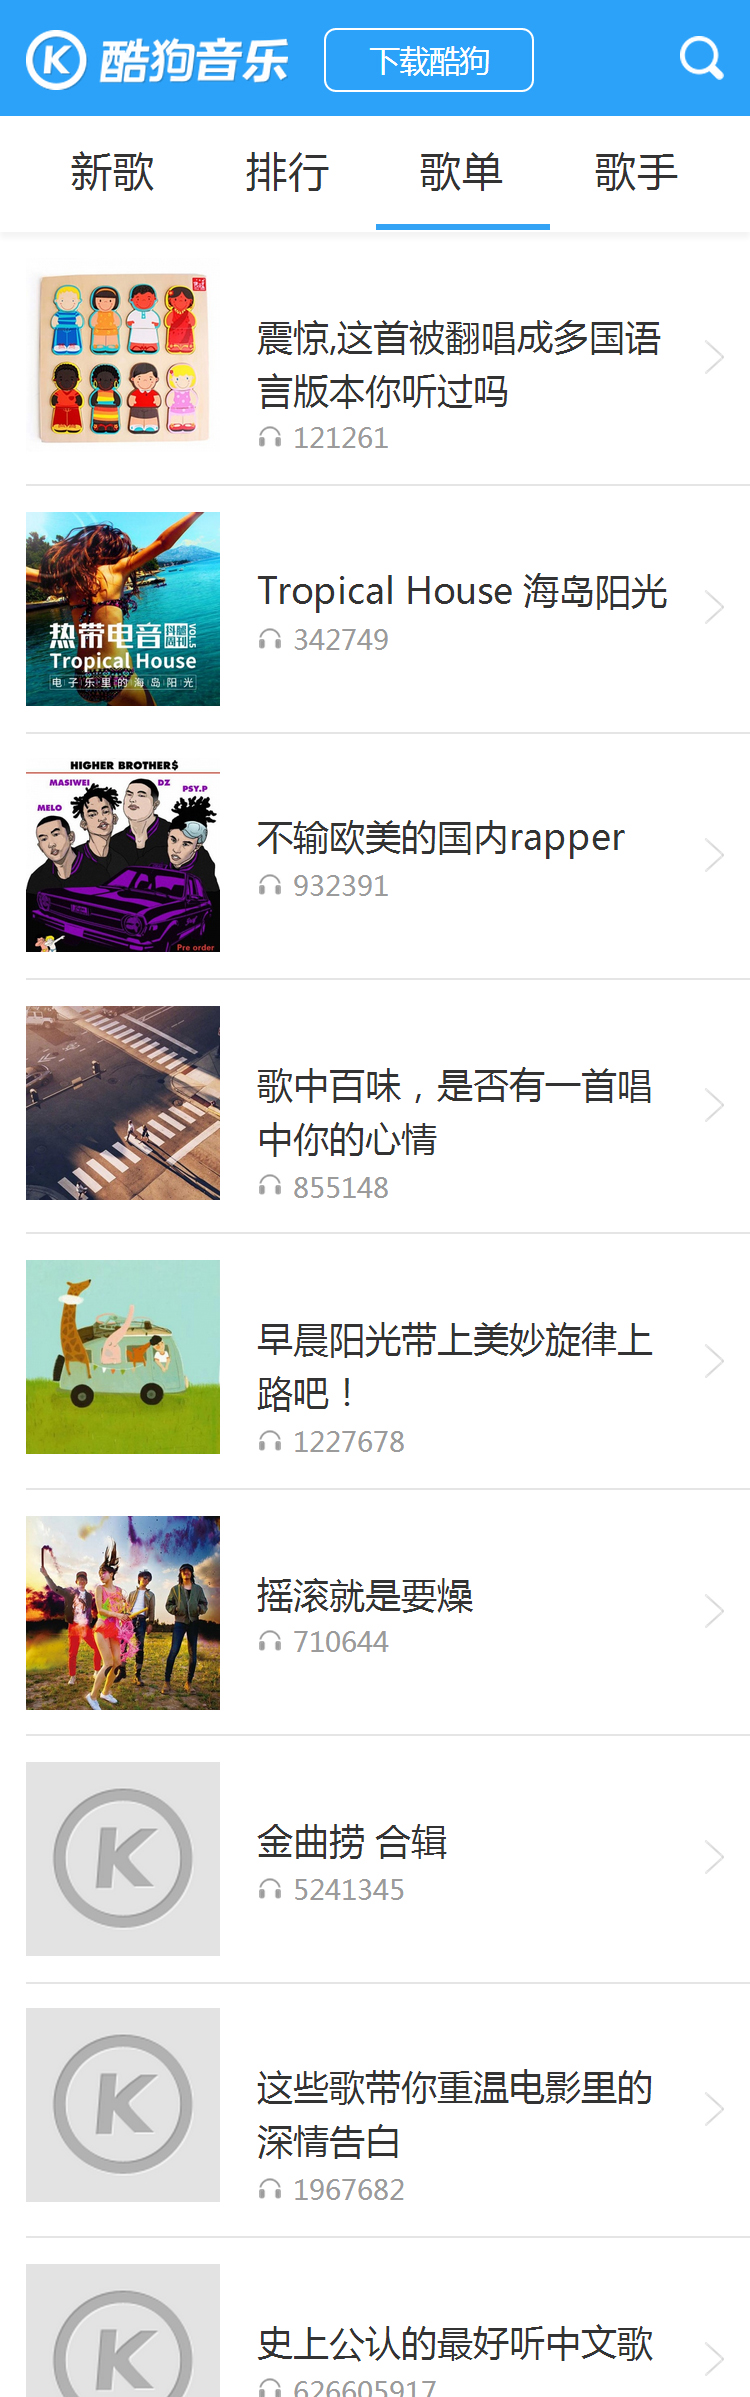 酷狗音乐
下载酷狗
新歌 排行 歌单 歌手
震惊,这首被翻唱成多国语
言版本你听过吗
121261
热带电音 抖腿周刊 VOL.5
Tropical House
电子乐里的海岛阳光
Tropical House 海岛阳光
342749
HIGHER BROTHER$
MASIWEI DZ
PSY.P
MELO
Pre order
不输欧美的国内rapper
932391
歌中百味，是否有一首唱
中你的心情
855148
早晨阳光带上美妙旋律上
路吧！
1227678
摇滚就是要燥
710644
K
金曲捞 合辑
5241345
K
这些歌带你重温电影里的
深情告白
1967682
K
史上公认的最好听中文歌
626605917